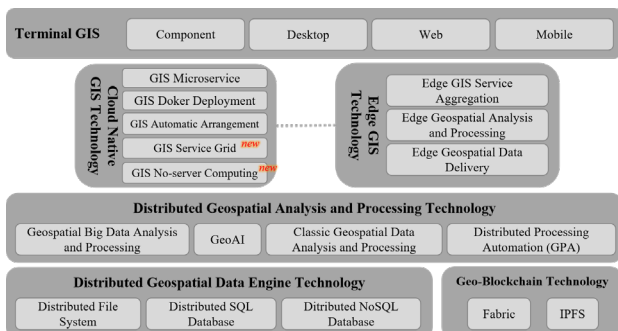 Terminal GIS
Component
Desktop
Web
Mobile
Cloud Native
GIS Technology
GIS Microservice
GIS Doker Deployment
GIS Automatic Arrangement
GIS Service Grid new
GIS No-server Computing new
Edge GIS
Technology
Edge GIS Service
Aggregation
Edge Geospatial Analysis
and Processing
Edge Geospatial Data
Delivery
Distributed Geospatial Analysis and Processing Technology
Geospatial Big Data Analysis
and Processing
GeoAI
Classic Geospatial Data
Analysis and Processing
Distributed Processing
Automation (GPA)
Distributed Geospatial Data Engine Technology
Distributed File
System
Distributed SQL
Database
Ditributed NoSQL
Database
Geo-Blockchain Technology
Fabric
IPFS